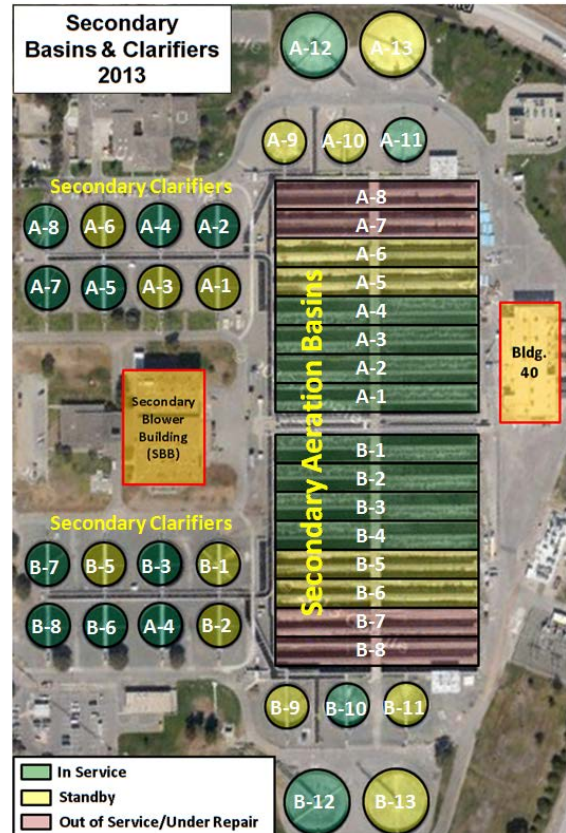 Secondary
Basins & Clarifiers
2013
A-12 A-13
A-9 A-10 A-11
Secondary Clarifiers
A-8 A-6 A-4 A-2
A-7 A-5 A-3 A-1
A-8
A-7
A-6
A-5
A-4
A-3
A-2
A-1
Secondary Aeration Basins
Bldg.
40
Secondary
Blower
Building
(SBB)
B-1
B-2
B-3
B-4
B-5
B-6
B-7
B-8
Secondary Clarifiers
B-7 B-5 B-3 B-1
B-8 B-6 A-4 B-2
B-9 B-10 B-11
B-12 B-13
In Service
Standby
Out of Service/Under Repair